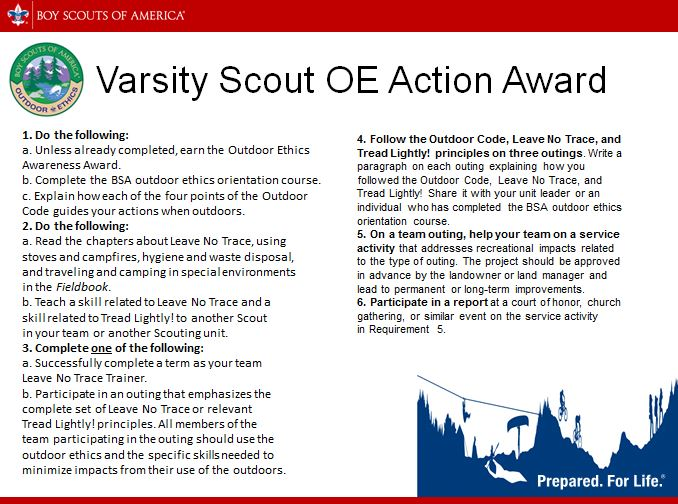 BOY SCOUTS OF AMERICA®
BOY SCOUTS OF AMERICA
OUTDOOR ETHICS
Varsity Scout OE Action Award
1. Do the following:
a. Unless already completed, earn the Outdoor Ethics
Awareness Award.
b. Complete the BSA outdoor ethics orientation course.
c. Explain how each of the four points of the Outdoor
Code guides your actions when outdoors.
2. Do the following:
a. Read the chapters about Leave No Trace, using
stoves and campfires, hygiene and waste disposal,
and traveling and camping in special environments
in the Fieldbook.
b. Teach a skill related to Leave No Trace and a
skill related to Tread Lightly! to another Scout
in your team or another Scouting unit.
3. Complete one of the following:
a. Successfully complete a term as your team
Leave No Trace Trainer.
b. Participate in an outing that emphasizes the
complete set of Leave No Trace or relevant
Tread Lightly! principles. All members of the
team participating in the outing should use the
outdoor ethics and the specific skills needed to
minimize impacts from their use of the outdoors.
4. Follow the Outdoor Code, Leave No Trace, and
Tread Lightly! principles on three outings. Write a
paragraph on each outing explaining how you
followed the Outdoor Code, Leave No Trace, and
Tread Lightly! Share it with your unit leader or an
individual who has completed the BSA outdoor ethics
orientation course.
5. On a team outing, help your team on a service
activity that addresses recreational impacts related
to the type of outing. The project should be approved
in advance by the landowner or land manager and
lead to permanent or long-term improvements.
6. Participate in a report at a court of honor, church
gathering, or similar event on the service activity
in Requirement 5.
Prepared. For Life.®